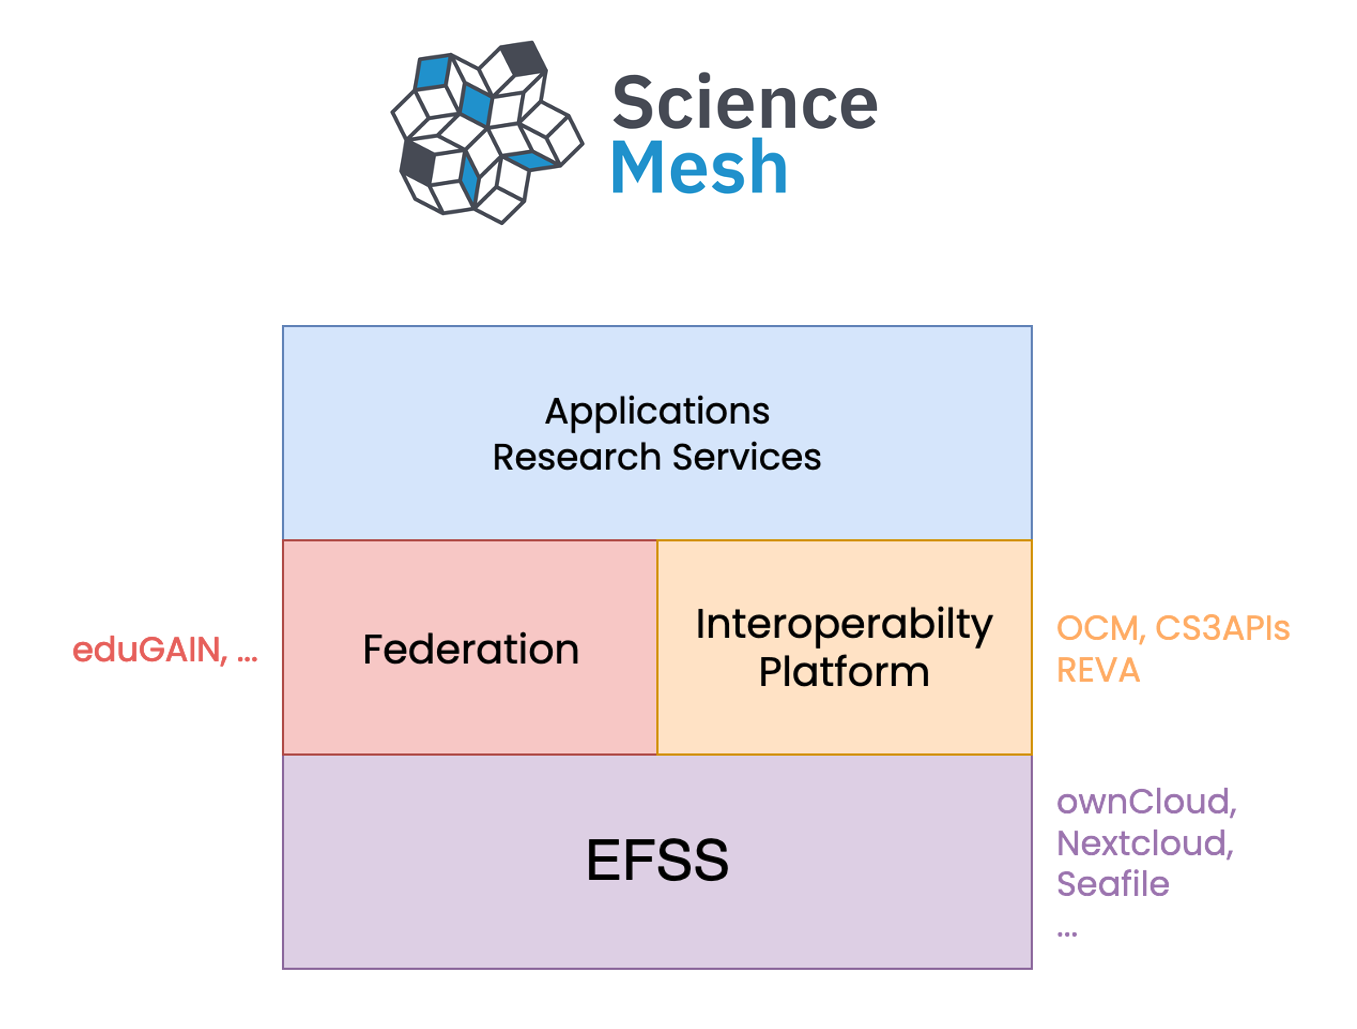 Science
Mesh
Applications
Research Services
eduGAIN, ...
Federation
Interoperabilty
Platform
OCM, CS3APIs
REVA
EFSS
ownCloud,
Nextcloud,
Seafile
...